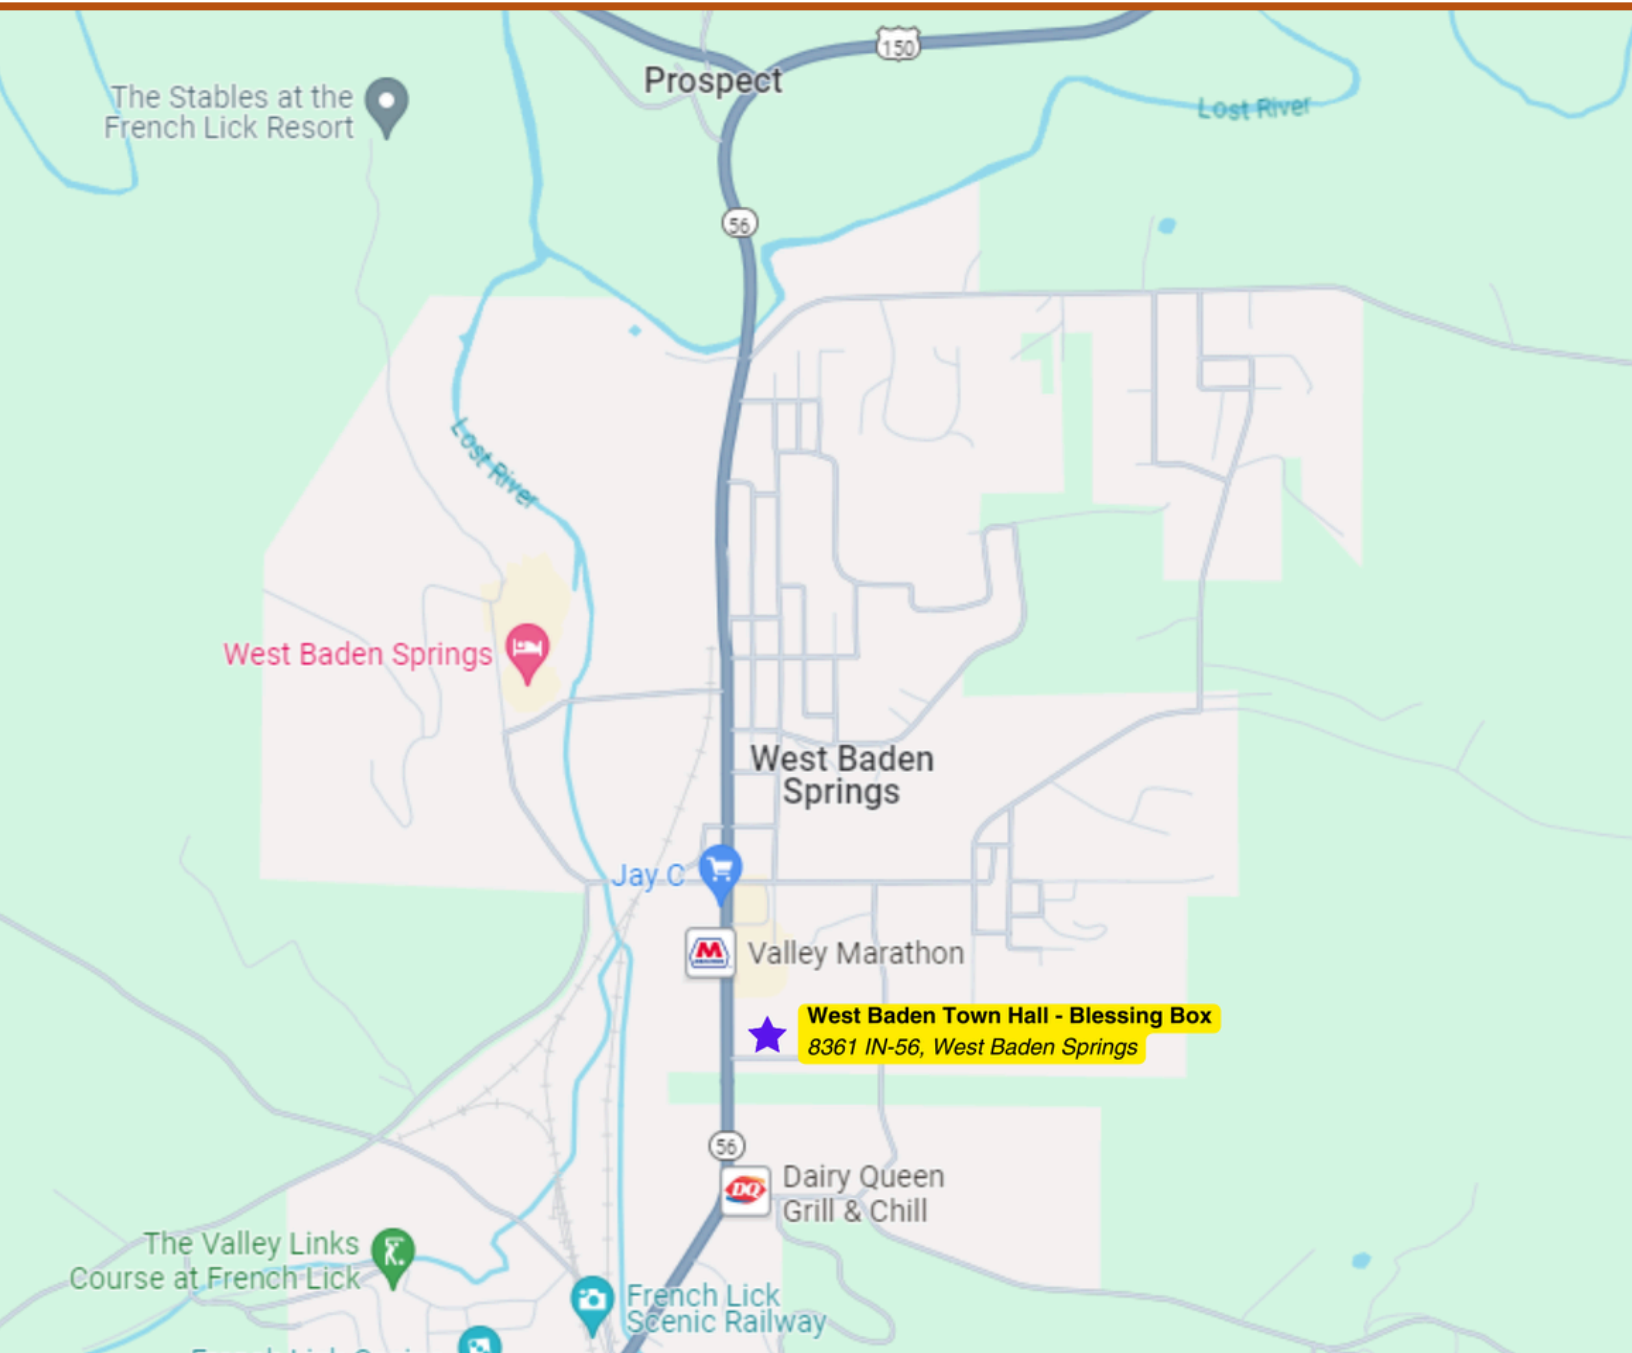 150
Prospect
The Stables at the
French Lick Resort
Lost River
56
Lost River
West Baden Springs
West Baden
Springs
Jay C
M
Valley Marathon
West Baden Town Hall - Blessing Box
8361 IN-56, West Baden Springs
56
DQ
Dairy Queen
Grill & Chill
The Valley Links
Course at French Lick
French Lick
Scenic Railway